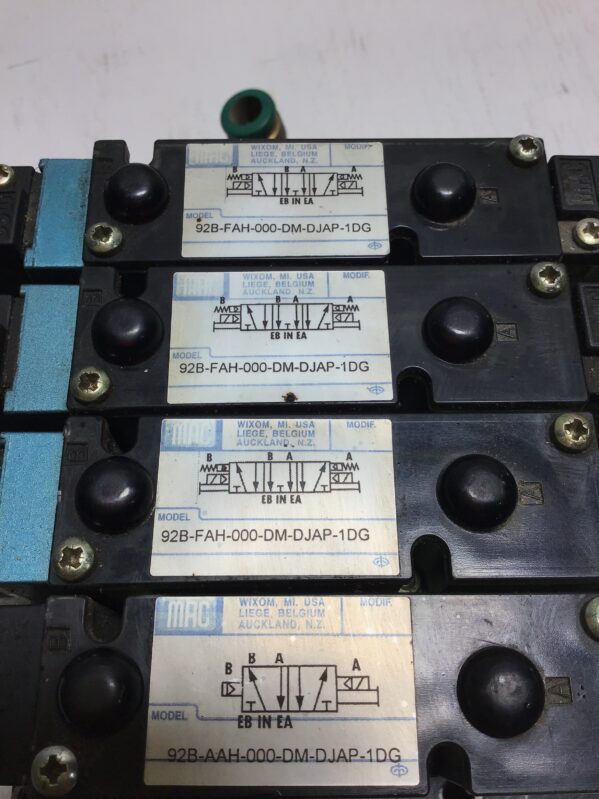 MAC WIXOM, MI. USA MODIF.
LIEGE, BELGIUM
AUCKLAND, N.Z.
B B A A
EB IN EA
MODEL
92B-FAH-000-DM-DJAP-1DG
A
MAC WIXOM, MI. USA MODIF.
LIEGE, BELGIUM
AUCKLAND, N.Z.
B B A A
EB IN EA
MODEL
92B-FAH-000-DM-DJAP-1DG
A
MAC WIXOM, MI. USA MODIF.
LIEGE, BELGIUM
AUCKLAND, N.Z.
B B A A
EB IN EA
MODEL
92B-FAH-000-DM-DJAP-1DG
A
MAC WIXOM, MI. USA MODIF.
LIEGE, BELGIUM
AUCKLAND, N.Z.
B B A A
EB IN EA
MODEL
92B-AAH-000-DM-DJAP-1DG
A